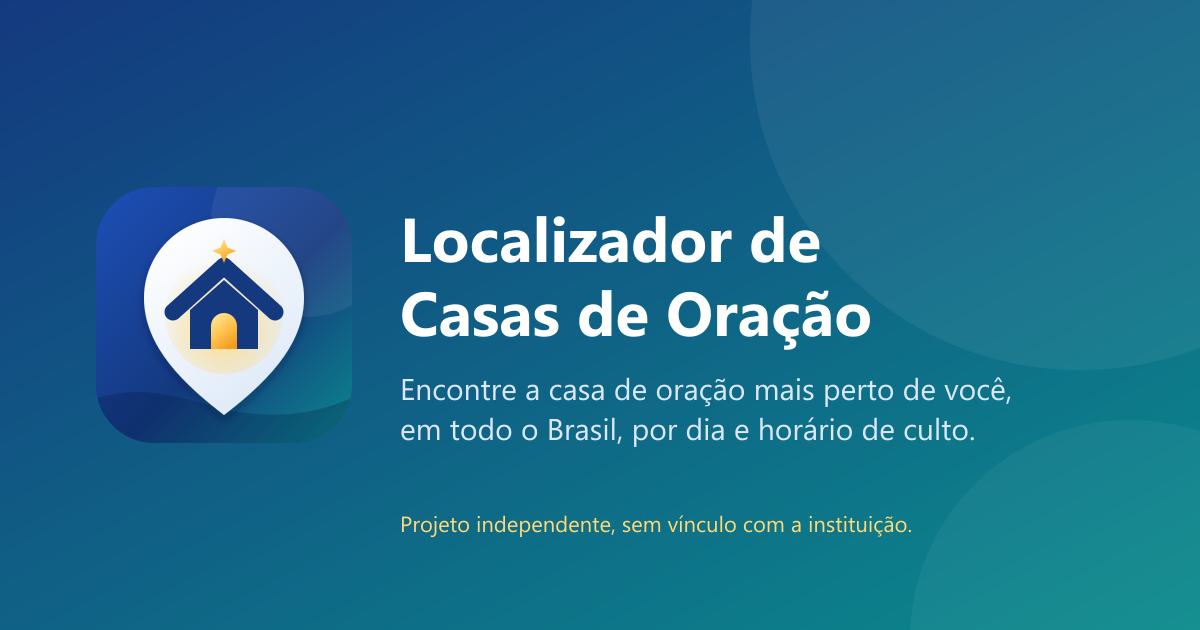 Localizador de
Casas de Oração
Encontre a casa de oração mais perto de você,
em todo o Brasil, por dia e horário de culto.
Projeto independente, sem vínculo com a instituição.